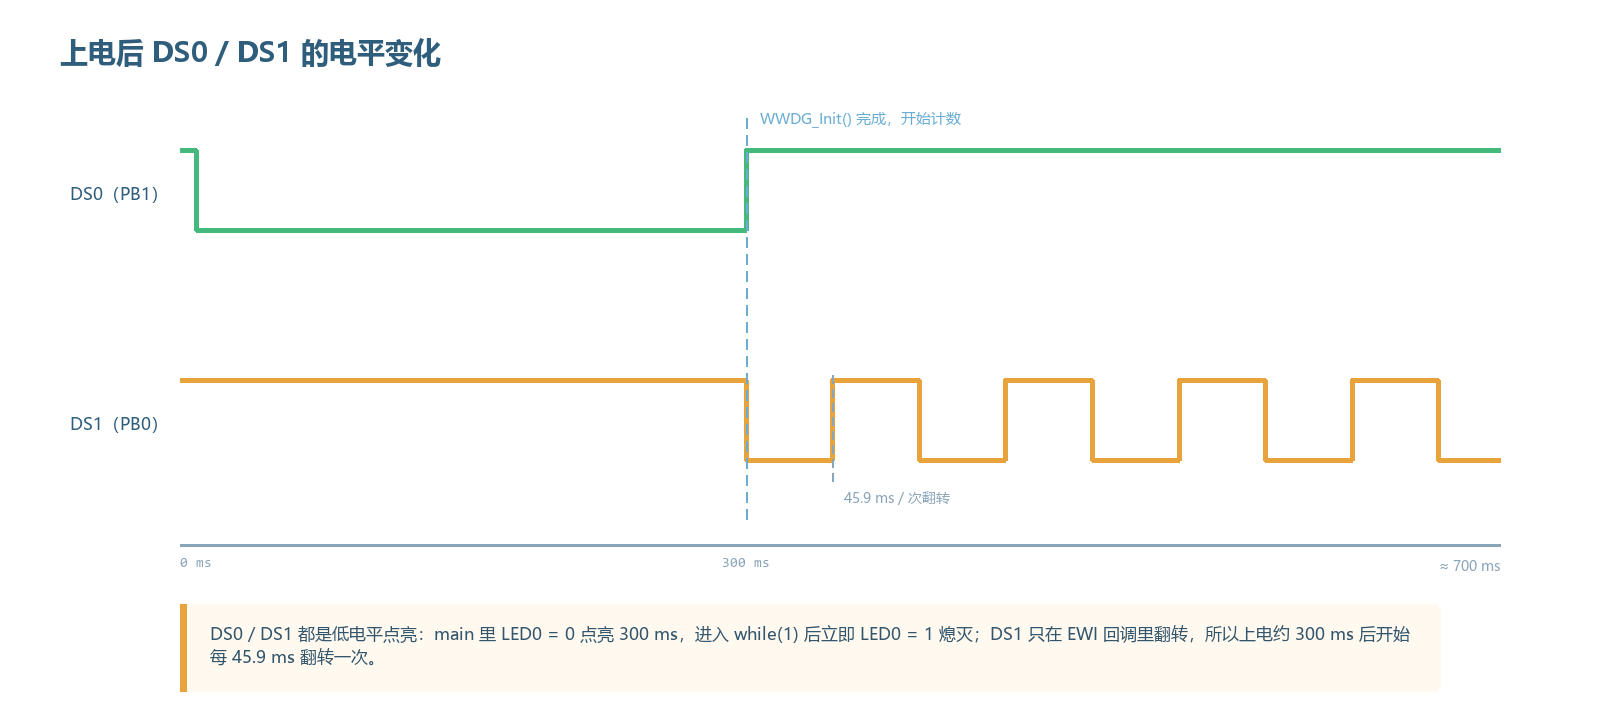 上电后 DS0 / DS1 的电平变化
WWDG_Init() 完成，开始计数
DS0（PB1）
DS1（PB0）
45.9 ms / 次翻转
0 ms
300 ms
≈ 700 ms
DS0 / DS1 都是低电平点亮：main 里 LED0 = 0 点亮 300 ms，进入 while(1) 后立即 LED0 = 1 熄灭；DS1 只在 EWI 回调里翻转，所以上电约 300 ms 后开始
每 45.9 ms 翻转一次。